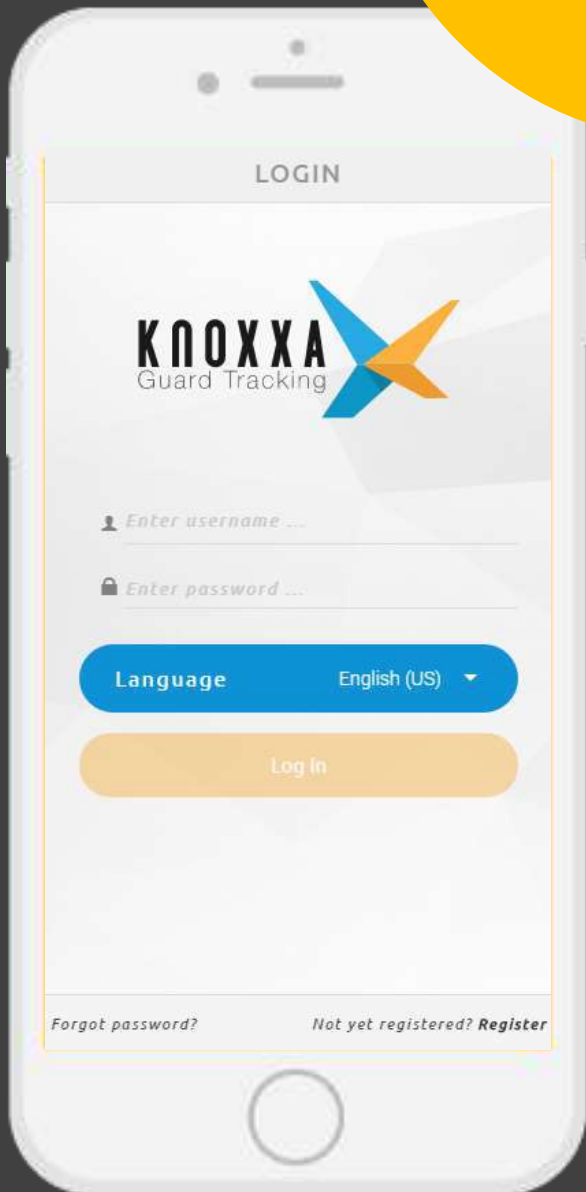 LOGIN
KNOXXA
Guard Tracking
Enter username ...
Enter password ...
Language English (US)
Log In
Forgot password? Not yet registered? Register